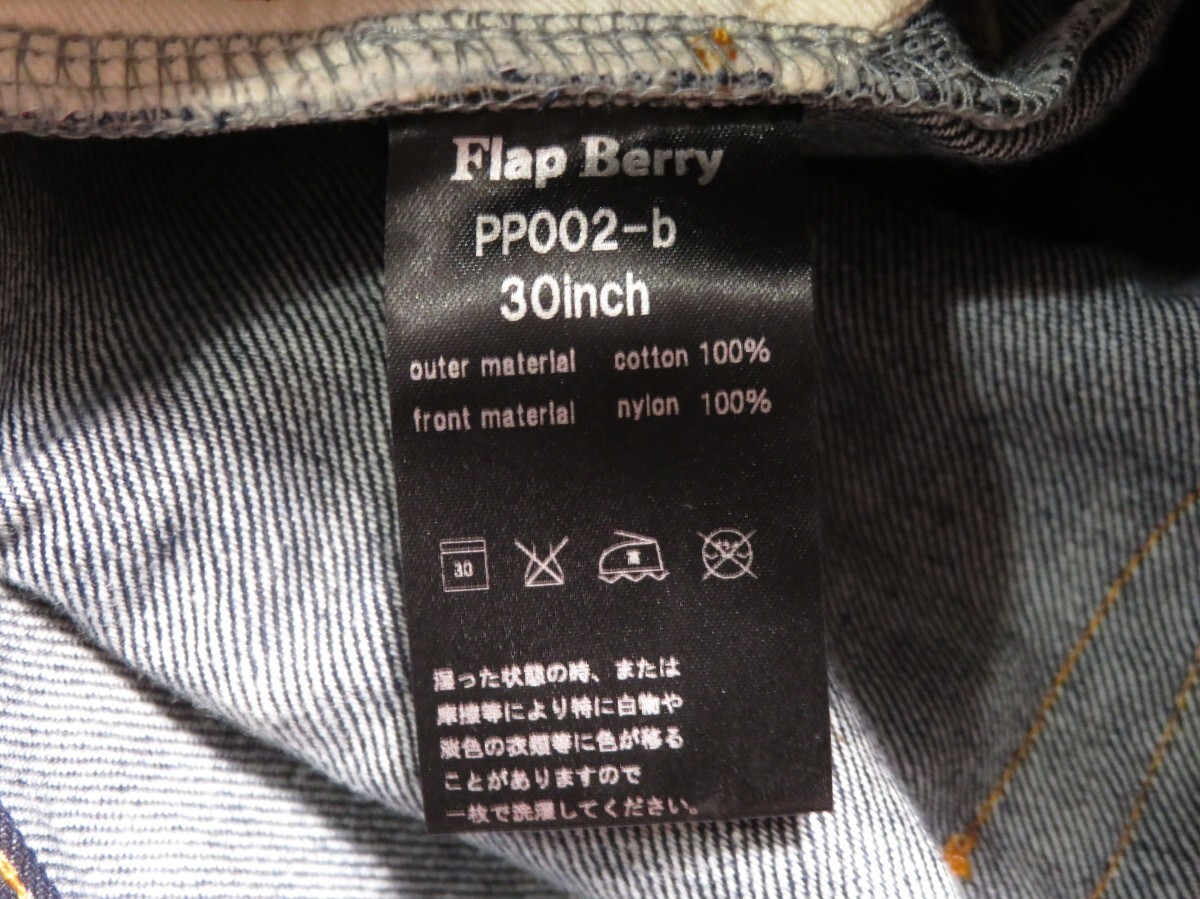 Flap Berry
PP002-b
30inch
outer material cotton 100%
front material nylon 100%
30
高
湿った状態の時、または
摩擦等により特に白物や
淡色の衣類等に色が移る
ことがありますので
一枚で洗濯してください。